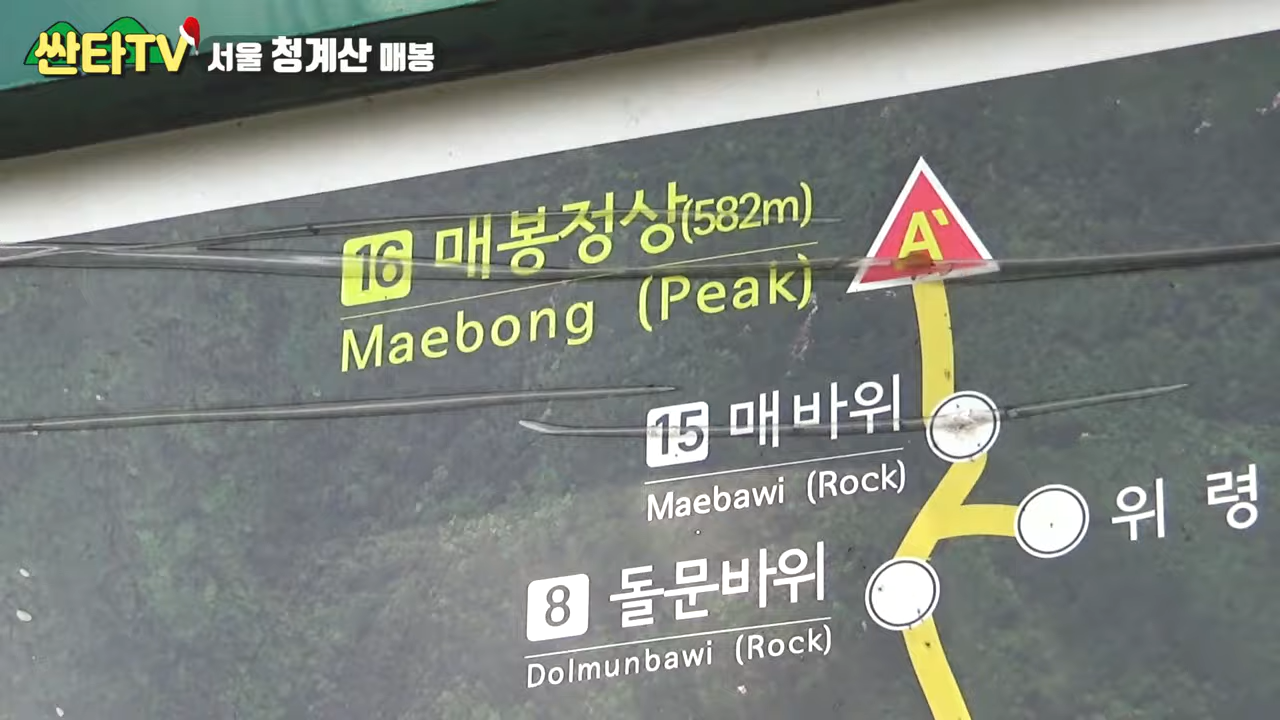 싼타TV 서울 청계산 매봉
16 매봉정상(582m)
Maebong (Peak)
A'
15 매바위
Maebawi (Rock)
위 령
8 돌문바위
Dolmunbawi (Rock)